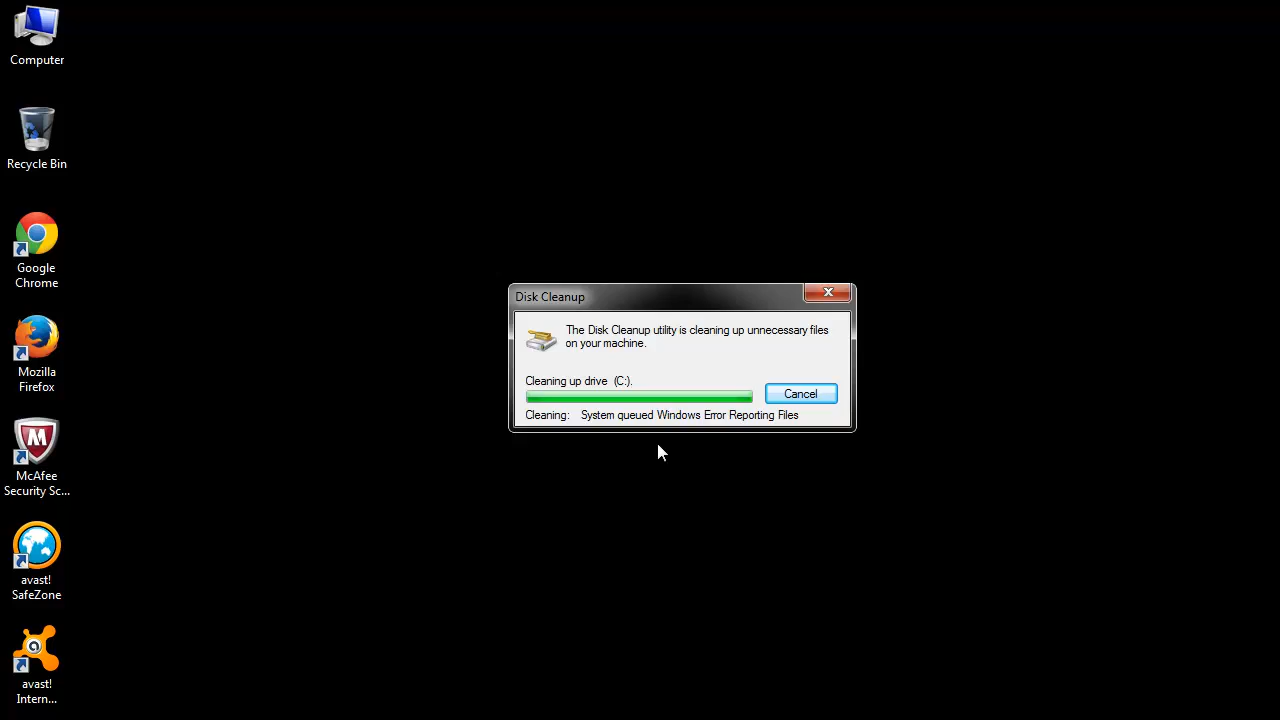 Computer
Recycle Bin
Google
Chrome
Mozilla
Firefox
McAfee
Security Sc...
avast!
SafeZone
avast!
Intern...
Disk Cleanup
The Disk Cleanup utility is cleaning up unnecessary files
on your machine.
Cleaning up drive  (C:).
Cancel
Cleaning:   System queued Windows Error Reporting Files